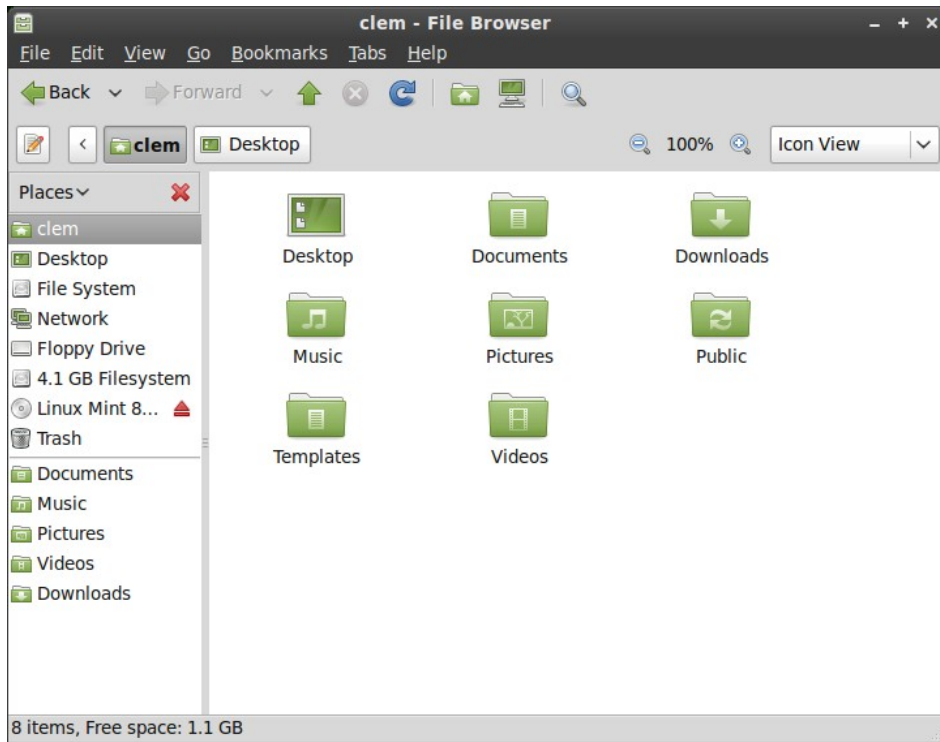 clem - File Browser
File Edit View Go Bookmarks Tabs Help
Back Forward
clem Desktop 100% Icon View
Places
clem
Desktop
File System
Network
Floppy Drive
4.1 GB Filesystem
Linux Mint 8...
Trash
Documents
Music
Pictures
Videos
Downloads
Desktop Documents Downloads
Music Pictures Public
Templates Videos
8 items, Free space: 1.1 GB